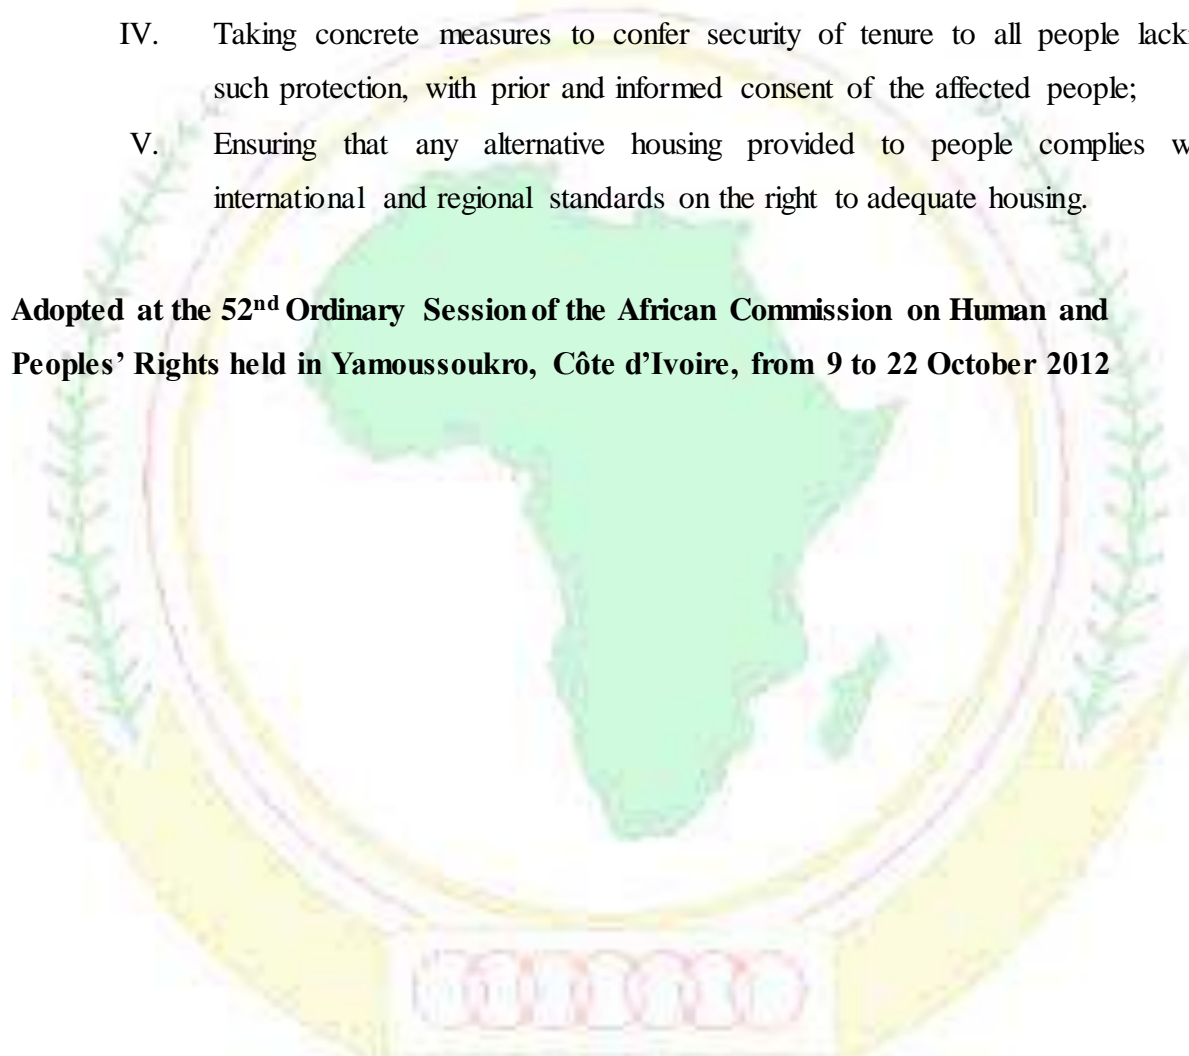 IV. Taking concrete measures to confer security of tenure to all people lack
such protection, with prior and informed consent of the affected people;
V. Ensuring that any alternative housing provided to people complies w
international and regional standards on the right to adequate housing.
Adopted at the 52nd Ordinary Session of the African Commission on Human and
Peoples’ Rights held in Yamoussoukro, Côte d’Ivoire, from 9 to 22 October 2012